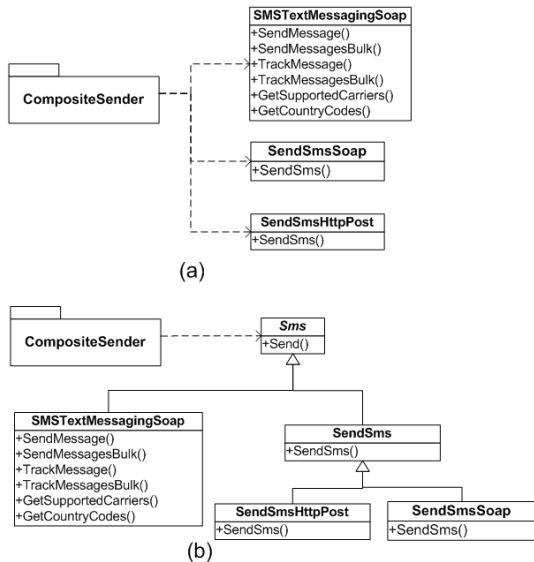 SMSTextMessagingSoap
+SendMessage()
+SendMessagesBulk()
+TrackMessage()
+TrackMessagesBulk()
+GetSupportedCarriers()
+GetCountryCodes()
CompositeSender
SendSmsSoap
+SendSms()
SendSmsHttpPost
+SendSms()
(a)
CompositeSender
Sms
+Send()
SMSTextMessagingSoap
+SendMessage()
+SendMessagesBulk()
+TrackMessage()
+TrackMessagesBulk()
+GetSupportedCarriers()
+GetCountryCodes()
SendSms
+SendSms()
SendSmsHttpPost
+SendSms()
SendSmsSoap
+SendSms()
(b)